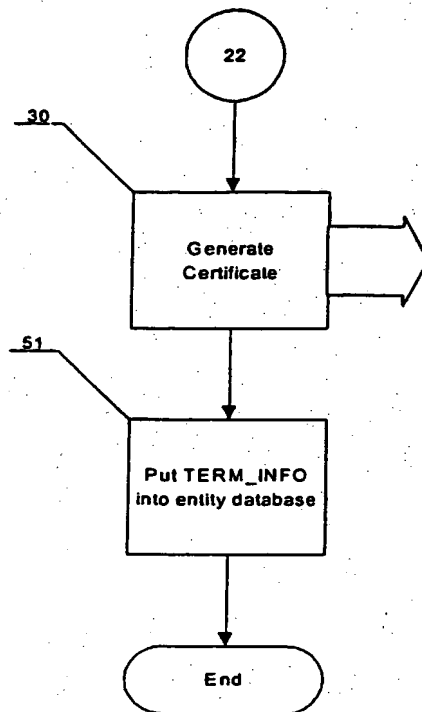 22
30
Generate
Certificate
51
Put TERM_INFO
into entity database
End